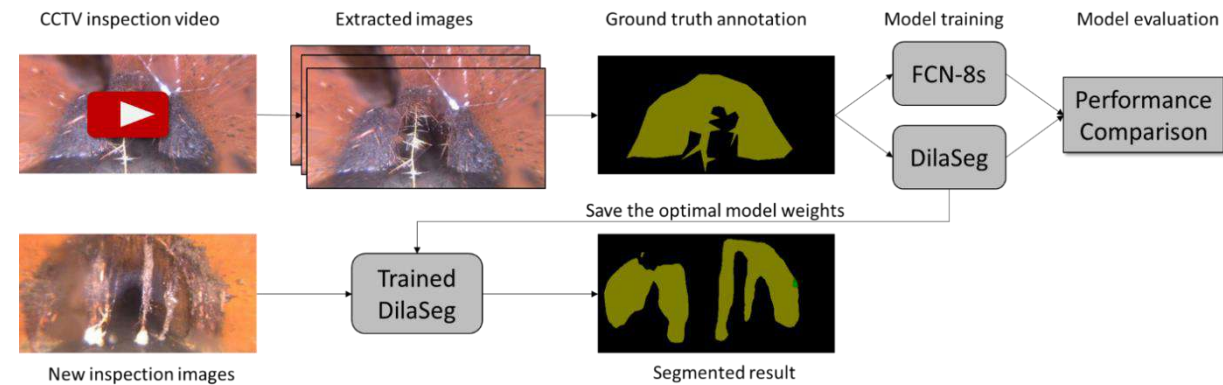 CCTV inspection video
Extracted images
Ground truth annotation
Model training
Model evaluation
FCN-8s
DilaSeg
Performance
Comparison
Save the optimal model weights
Trained
DilaSeg
New inspection images
Segmented result